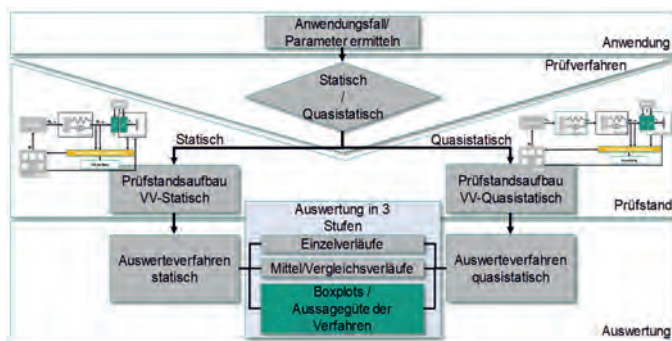 Anwendungsfall/
Parameter ermitteln
Anwendung
Prüfverfahren
Statisch
/
Quasistatisch
Statisch
Quasistatisch
Prüfstandsaufbau
VV-Statisch
Prüfstandsaufbau
VV-Quasistatisch
Prüfstand
Auswertung in 3
Stufen
Einzelverläufe
Mittel/Vergleichsverläufe
Boxplots /
Aussagegüte der
Verfahren
Auswerteverfahren
statisch
Auswerteverfahren
quasistatisch
Auswertung